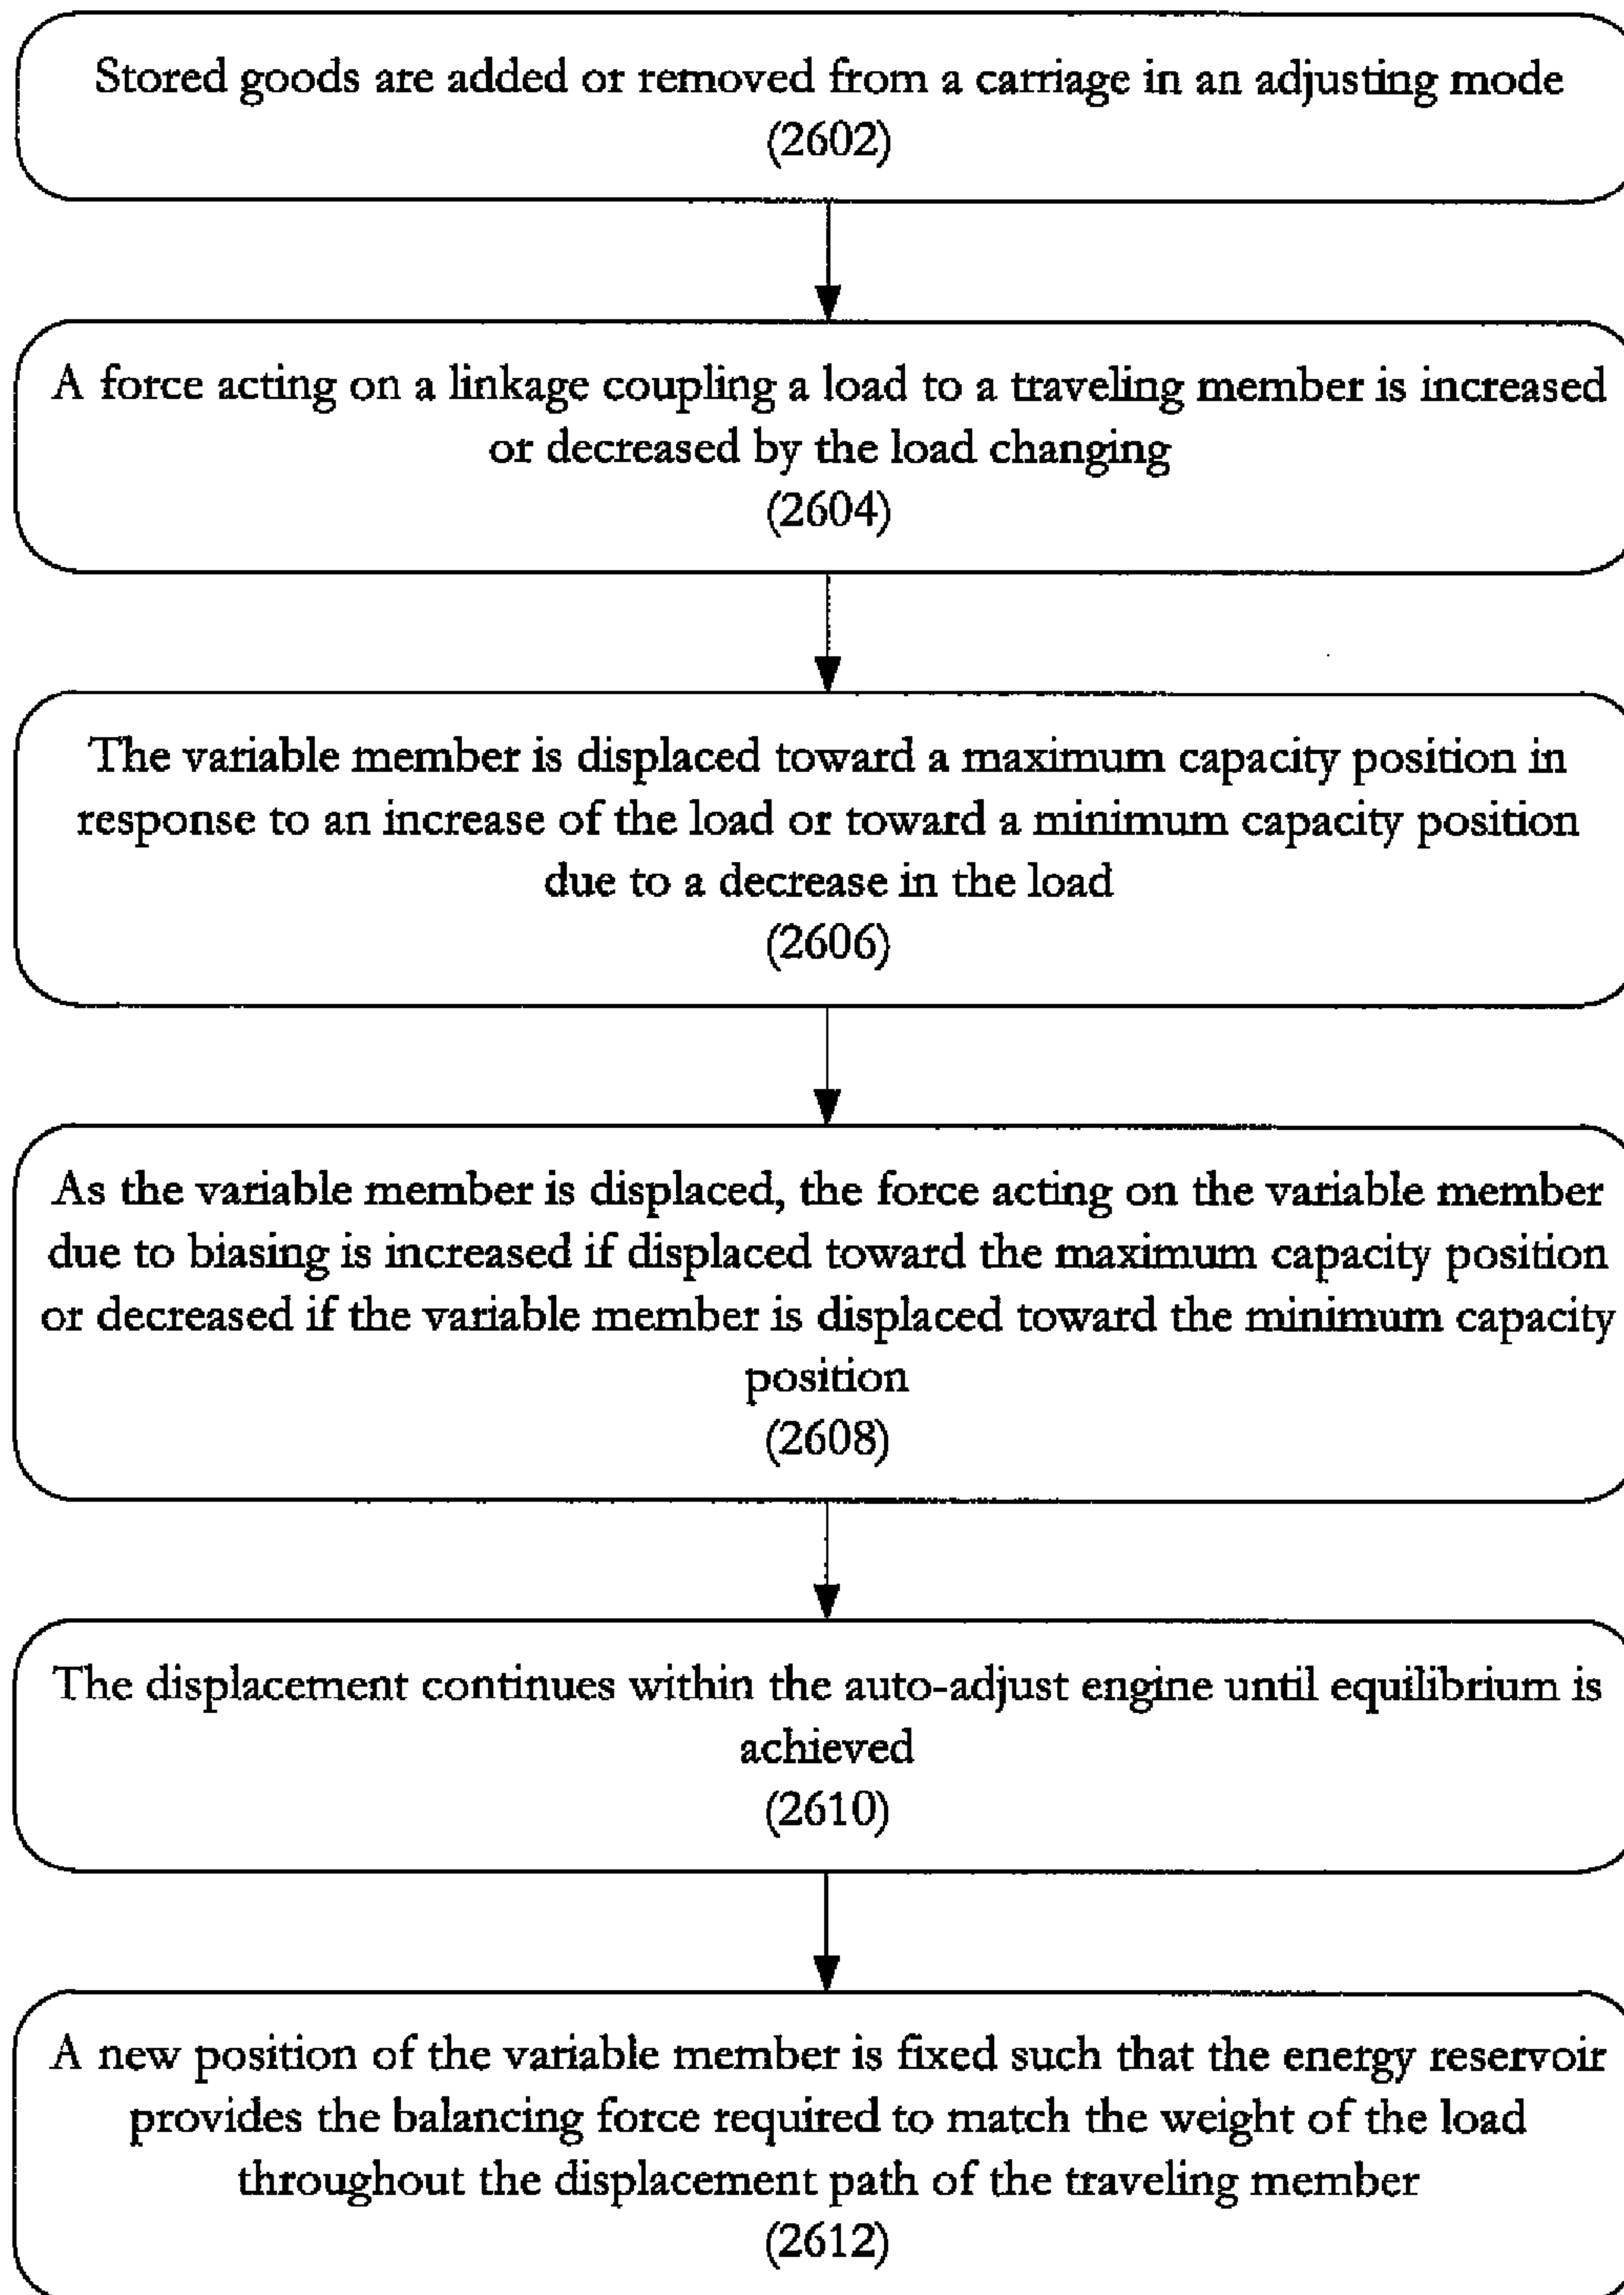 Stored goods are added or removed from a carriage in an adjusting mode
(2602)
A force acting on a linkage coupling a load to a traveling member is increased
or decreased by the load changing
(2604)
The variable member is displaced toward a maximum capacity position in
response to an increase of the load or toward a minimum capacity position
due to a decrease in the load
(2606)
As the variable member is displaced, the force acting on the variable member
due to biasing is increased if displaced toward the maximum capacity position
or decreased if the variable member is displaced toward the minimum capacity
position
(2608)
The displacement continues within the auto-adjust engine until equilibrium is
achieved
(2610)
A new position of the variable member is fixed such that the energy reservoir
provides the balancing force required to match the weight of the load
throughout the displacement path of the traveling member
(2612)